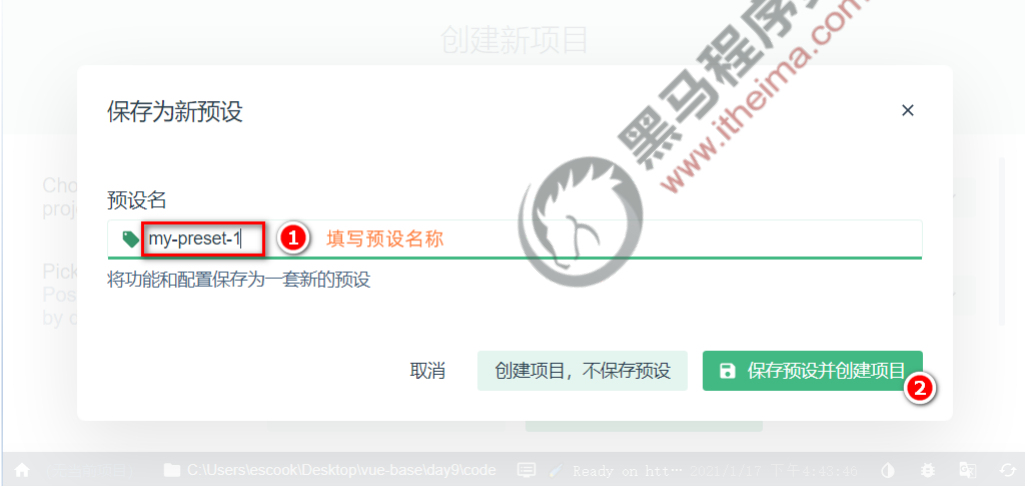 创建新项目
保存为新预设
预设名
my-preset-1
1
填写预设名称
将功能和配置保存为一套新的预设
取消
创建项目，不保存预设
保存预设并创建项目
2
黑马程序
www.itheima.com
Cho
proj
Pick
Pos
by d
C:\Users\escook\Desktop\vue-base\day9\code
Ready on htt… 2021/1/17 下午4:45:46